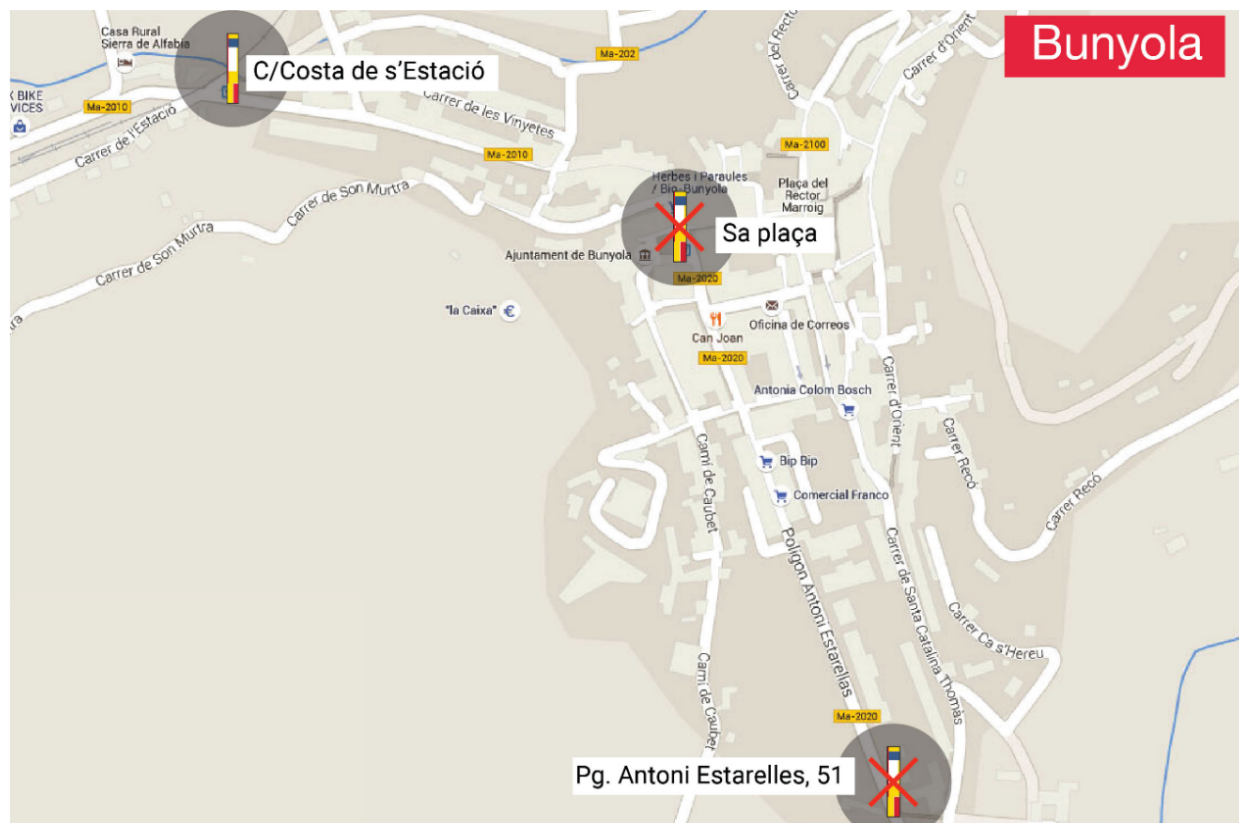 Bunyola
Casa Rural
Sierra de Alfabia
C/Costa de s'Estació
Ma-202
Carrer del Rector
Carrer d'Orient
BIKE
Ma-2010
Carrer de l'Estació
Carrer de les Vinyetes
Ma-2010
Ma-2100
Carrer de Son Murtra
Carrer de Son Murtra
Herbes i Paraules
/ Bio-Bunyola
Plaça del
Rector
Marroig
Sa plaça
Ajuntament de Bunyola
Ma-2020
"la Caixa"
Can Joan
Oficina de Correos
Ma-2020
Antonia Colom Bosch
Carrer d'Orient
Carrer Recó
Carrer Recó
Camí de Caubet
Bip Bip
Comercial Franco
Polígon Antoni Estarellas
Carrer de Santa Catalina Thomàs
Carrer Ca s'Hereu
Camí de Caubet
Ma-2020
Pg. Antoni Estarelles, 51